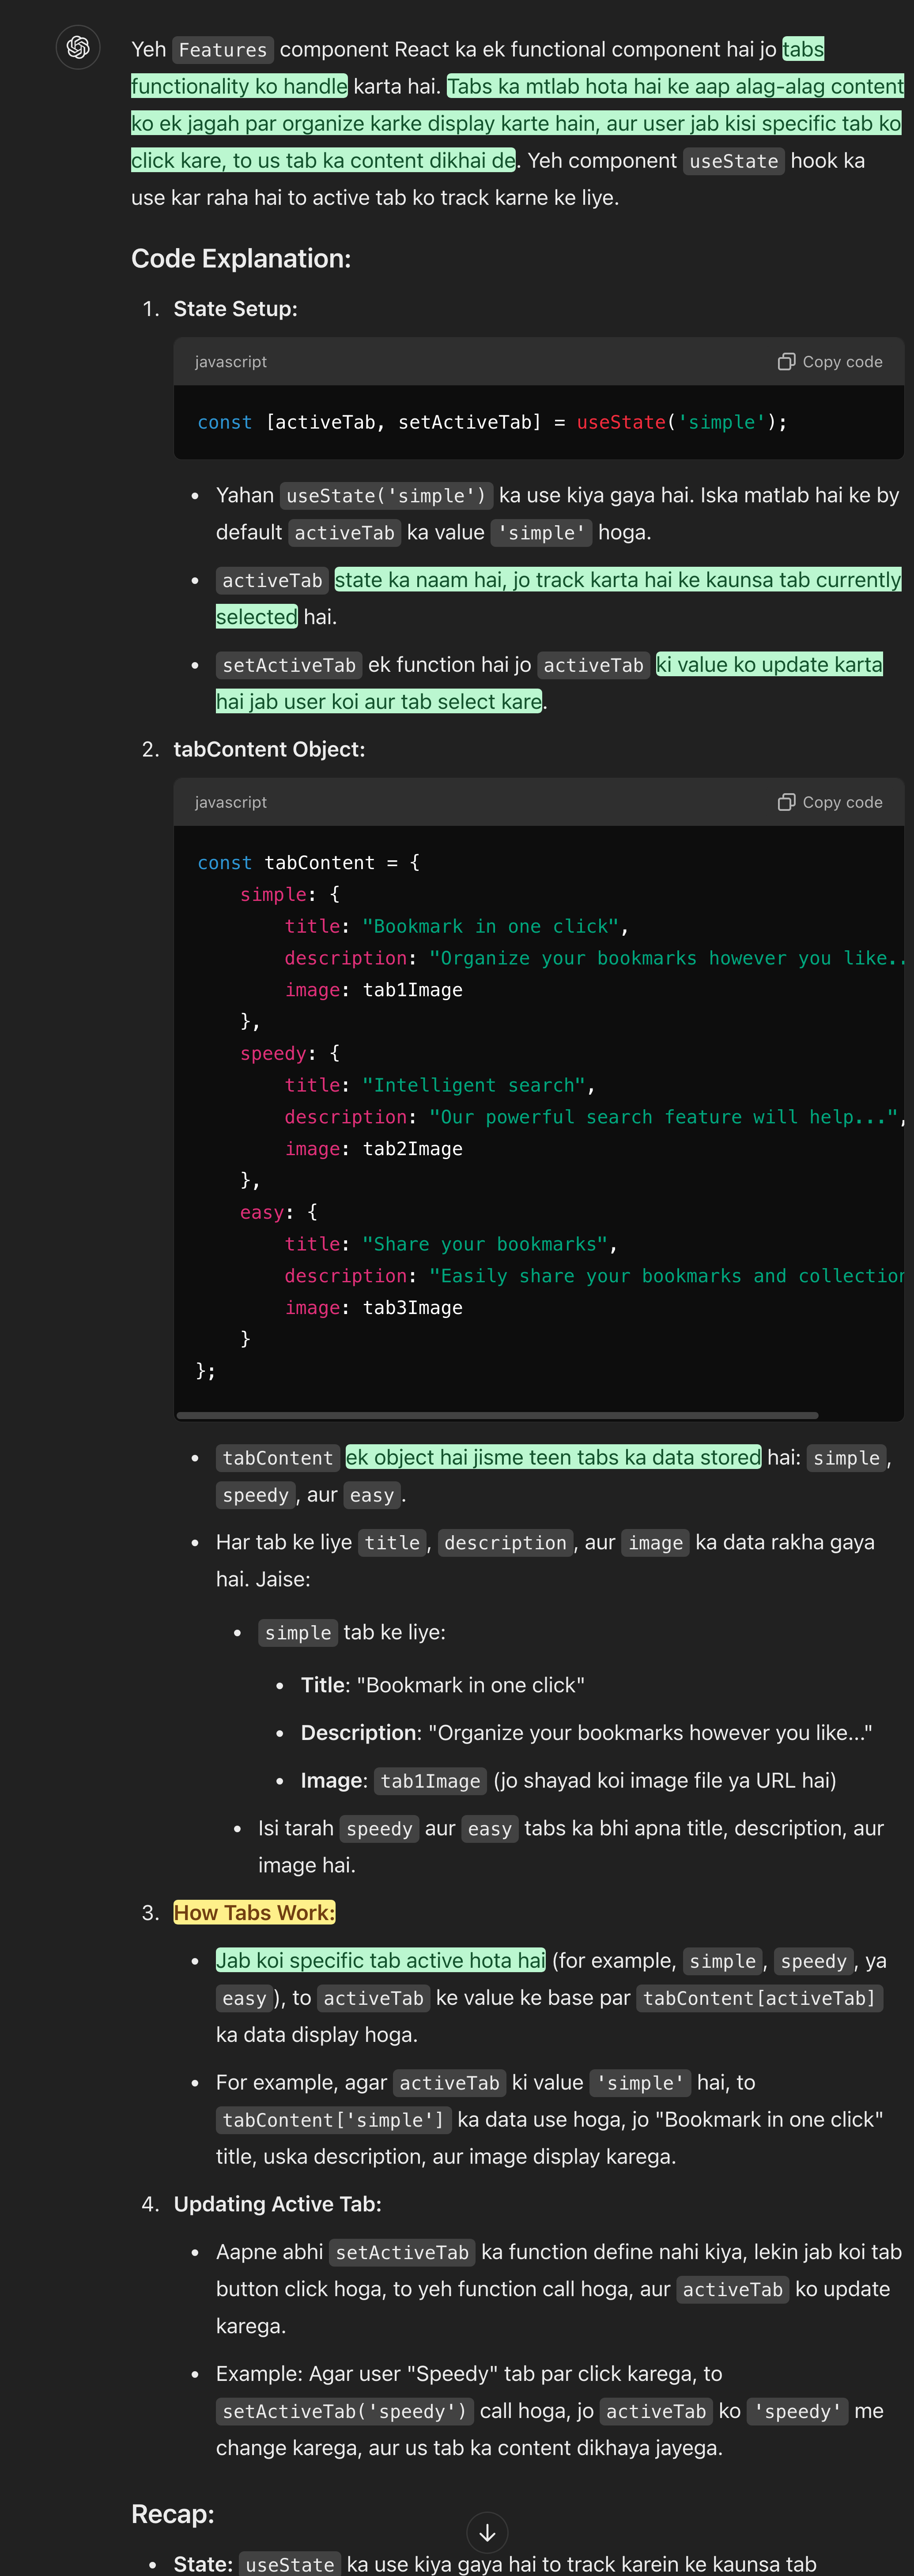 Yeh Features component React ka ek functional component hai jo tabs
functionality ko handle karta hai. Tabs ka mtlab hota hai ke aap alag-alag content
ko ek jagah par organize karke display karte hain, aur user jab kisi specific tab ko
click kare, to us tab ka content dikhai de. Yeh component useState hook ka
use kar raha hai to active tab ko track karne ke liye.
Code Explanation:
1. State Setup:
javascript Copy code
const [activeTab, setActiveTab] = useState('simple');
• Yahan useState('simple') ka use kiya gaya hai. Iska matlab hai ke by
default activeTab ka value 'simple' hoga.
• activeTab state ka naam hai, jo track karta hai ke kaunsa tab currently
selected hai.
• setActiveTab ek function hai jo activeTab ki value ko update karta
hai jab user koi aur tab select kare.
2. tabContent Object:
javascript Copy code
const tabContent = {
simple: {
title: "Bookmark in one click",
description: "Organize your bookmarks however you like..
image: tab1Image
},
speedy: {
title: "Intelligent search",
description: "Our powerful search feature will help...",
image: tab2Image
},
easy: {
title: "Share your bookmarks",
description: "Easily share your bookmarks and collection
image: tab3Image
}
};
• tabContent ek object hai jisme teen tabs ka data stored hai: simple,
speedy, aur easy.
• Har tab ke liye title, description, aur image ka data rakha gaya
hai. Jaise:
• simple tab ke liye:
• Title: "Bookmark in one click"
• Description: "Organize your bookmarks however you like..."
• Image: tab1Image (jo shayad koi image file ya URL hai)
• Isi tarah speedy aur easy tabs ka bhi apna title, description, aur
image hai.
3. How Tabs Work:
• Jab koi specific tab active hota hai (for example, simple, speedy, ya
easy), to activeTab ke value ke base par tabContent[activeTab]
ka data display hoga.
• For example, agar activeTab ki value 'simple' hai, to
tabContent['simple'] ka data use hoga, jo "Bookmark in one click"
title, uska description, aur image display karega.
4. Updating Active Tab:
• Aapne abhi setActiveTab ka function define nahi kiya, lekin jab koi tab
button click hoga, to yeh function call hoga, aur activeTab ko update
karega.
• Example: Agar user "Speedy" tab par click karega, to
setActiveTab('speedy') call hoga, jo activeTab ko 'speedy' me
change karega, aur us tab ka content dikhaya jayega.
Recap:
• State: useState ka use kiya gaya hai to track karein ke kaunsa tab